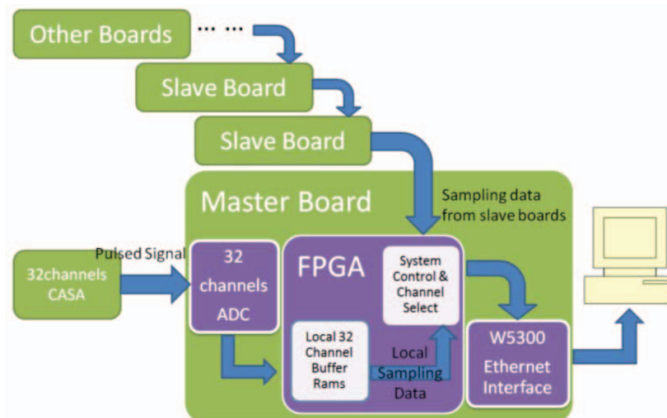 Other Boards
... ...
Slave Board
Slave Board
Master Board
Sampling data
from slave boards
Pulsed Signal
32channels
CASA
32
channels
ADC
FPGA
System
Control &
Channel
Select
Local 32
Channel
Buffer
Rams
Local
Sampling
Data
W5300
Ethernet
Interface